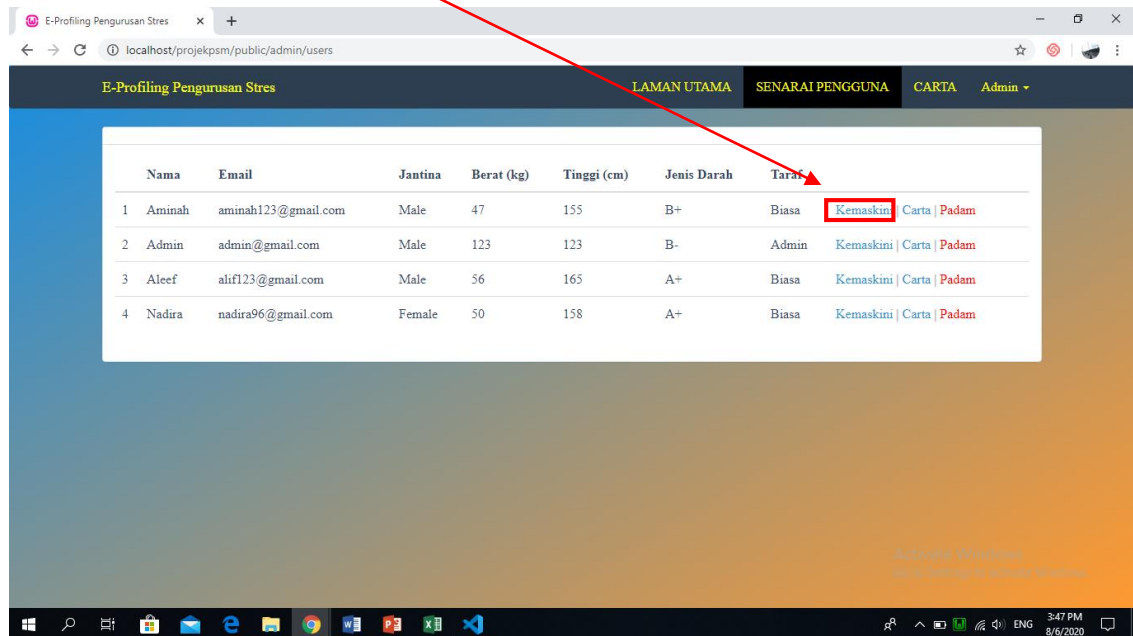 E-Profiling Pengurusan Stres
localhost/projekpsm/public/admin/users
E-Profiling Pengurusan Stres LAMAN UTAMA SENARAI PENGGUNA CARTA Admin
Nama Email Jantina Berat (kg) Tinggi (cm) Jenis Darah Taraf
1 Aminah aminah123@gmail.com Male 47 155 B+ Biasa Kemaskini | Carta | Padam
2 Admin admin@gmail.com Male 123 123 B- Admin Kemaskini | Carta | Padam
3 Aleef alif123@gmail.com Male 56 165 A+ Biasa Kemaskini | Carta | Padam
4 Nadira nadira96@gmail.com Female 50 158 A+ Biasa Kemaskini | Carta | Padam
ENG 3:47 PM
8/6/2020